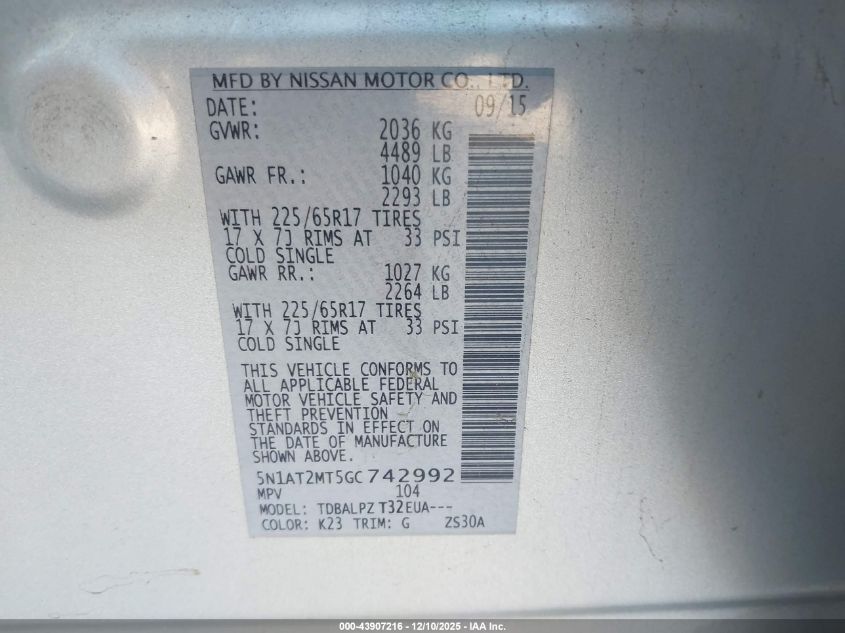 MFD BY NISSAN MOTOR CO., LTD.
DATE: 09/15
GVWR: 2036 KG
4489 LB
GAWR FR.: 1040 KG
2293 LB
WITH 225/65R17 TIRES
17 X 7J RIMS AT 33 PSI
COLD SINGLE
GAWR RR.: 1027 KG
2264 LB
WITH 225/65R17 TIRES
17 X 7J RIMS AT 33 PSI
COLD SINGLE
THIS VEHICLE CONFORMS TO
ALL APPLICABLE FEDERAL
MOTOR VEHICLE SAFETY AND
THEFT PREVENTION
STANDARDS IN EFFECT ON
THE DATE OF MANUFACTURE
SHOWN ABOVE.
5N1AT2MT5GC742992
MPV 104
MODEL: TDBALPZ T32EUA---
COLOR: K23 TRIM: G ZS30A
000-43907216 - 12/10/2025 - IAA Inc.